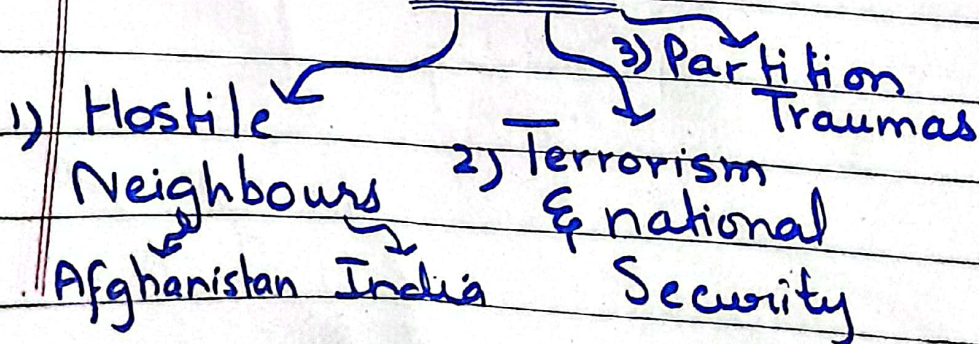 3) Partition
Traumas
1) Hostile
Neighbours
Afghanistan India
2) Terrorism
& national
Security